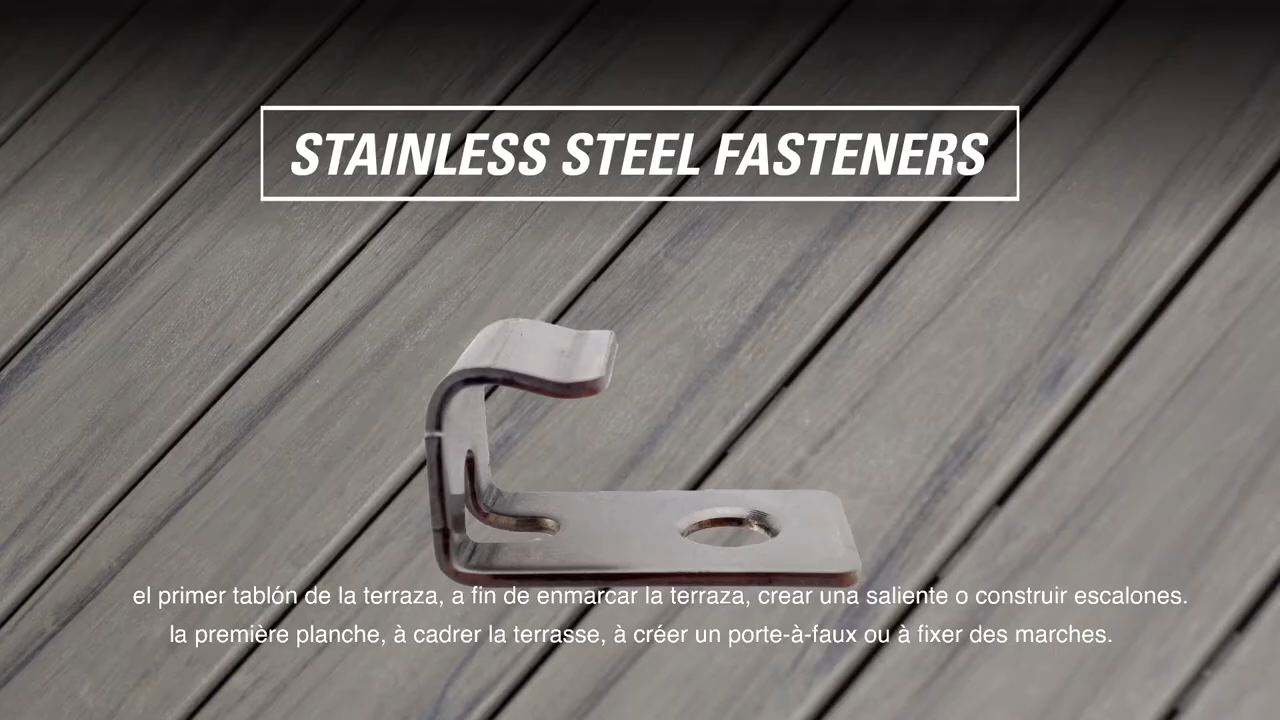 STAINLESS STEEL FASTENERS
el primer tablón de la terraza, a fin de enmarcar la terraza, crear una saliente o construir escalones.
la première planche, à cadrer la terrasse, à créer un porte-à-faux ou à fixer des marches.